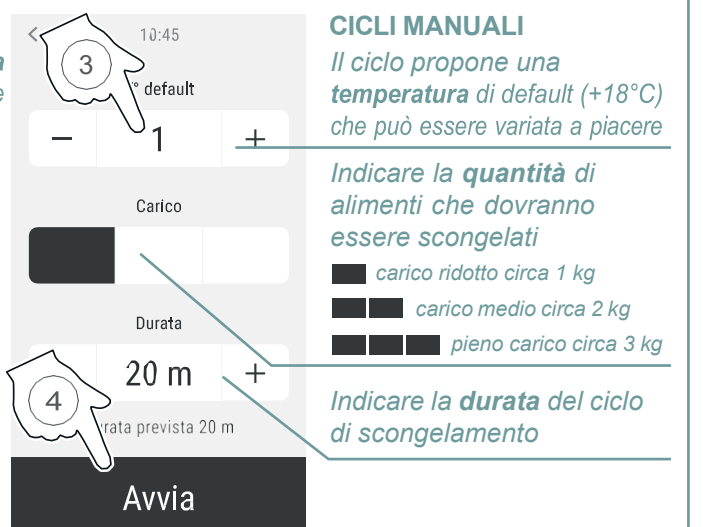 <
10:45
3
° default
− 1 +
Carico
Durata
20 m +
4
rata prevista 20 m
Avvia
a
e
CICLI MANUALI
Il ciclo propone una
temperatura di default (+18°C)
che può essere variata a piacere
Indicare la quantità di
alimenti che dovranno
essere scongelati
carico ridotto circa 1 kg
carico medio circa 2 kg
pieno carico circa 3 kg
Indicare la durata del ciclo
di scongelamento